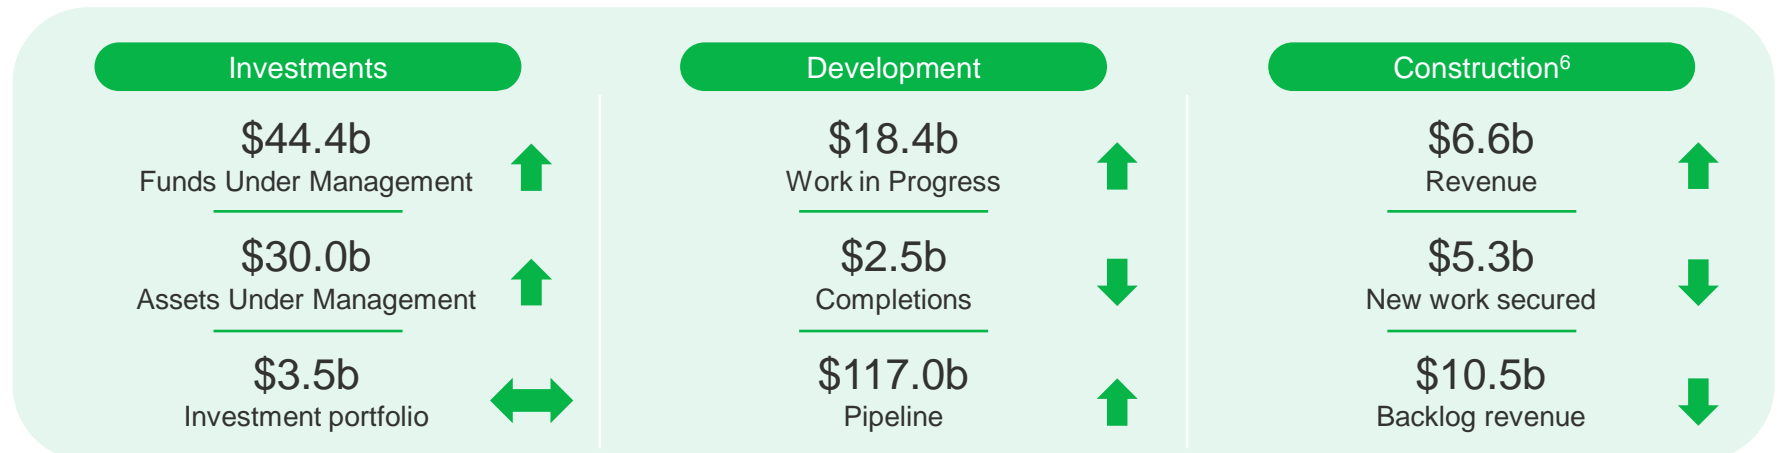 Investments
$44.4b
Funds Under Management
$30.0b
Assets Under Management
$3.5b
Investment portfolio
Development
$18.4b
Work in Progress
$2.5b
Completions
$117.0b
Pipeline
Construction⁶
$6.6b
Revenue
$5.3b
New work secured
$10.5b
Backlog revenue